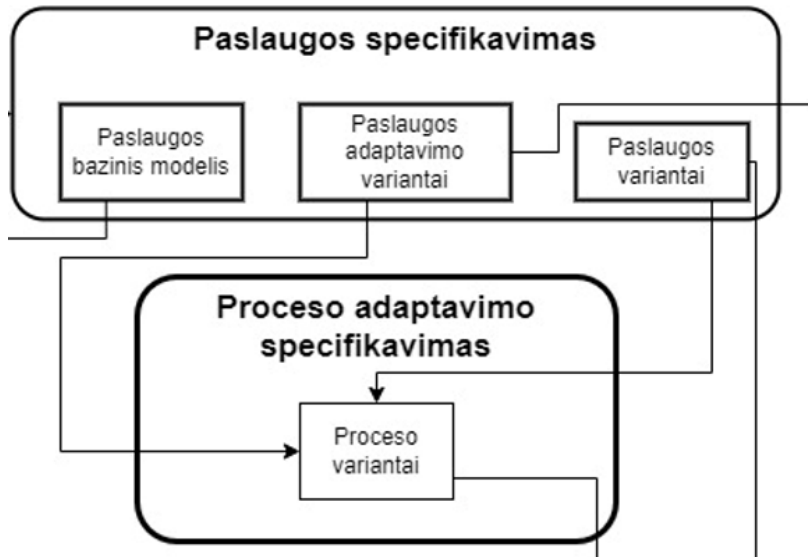 Paslaugos specifikavimas
Paslaugos
bazinis modelis
Paslaugos
adaptavimo
variantai
Paslaugos
variantai
Proceso adaptavimo
specifikavimas
Proceso
variantai